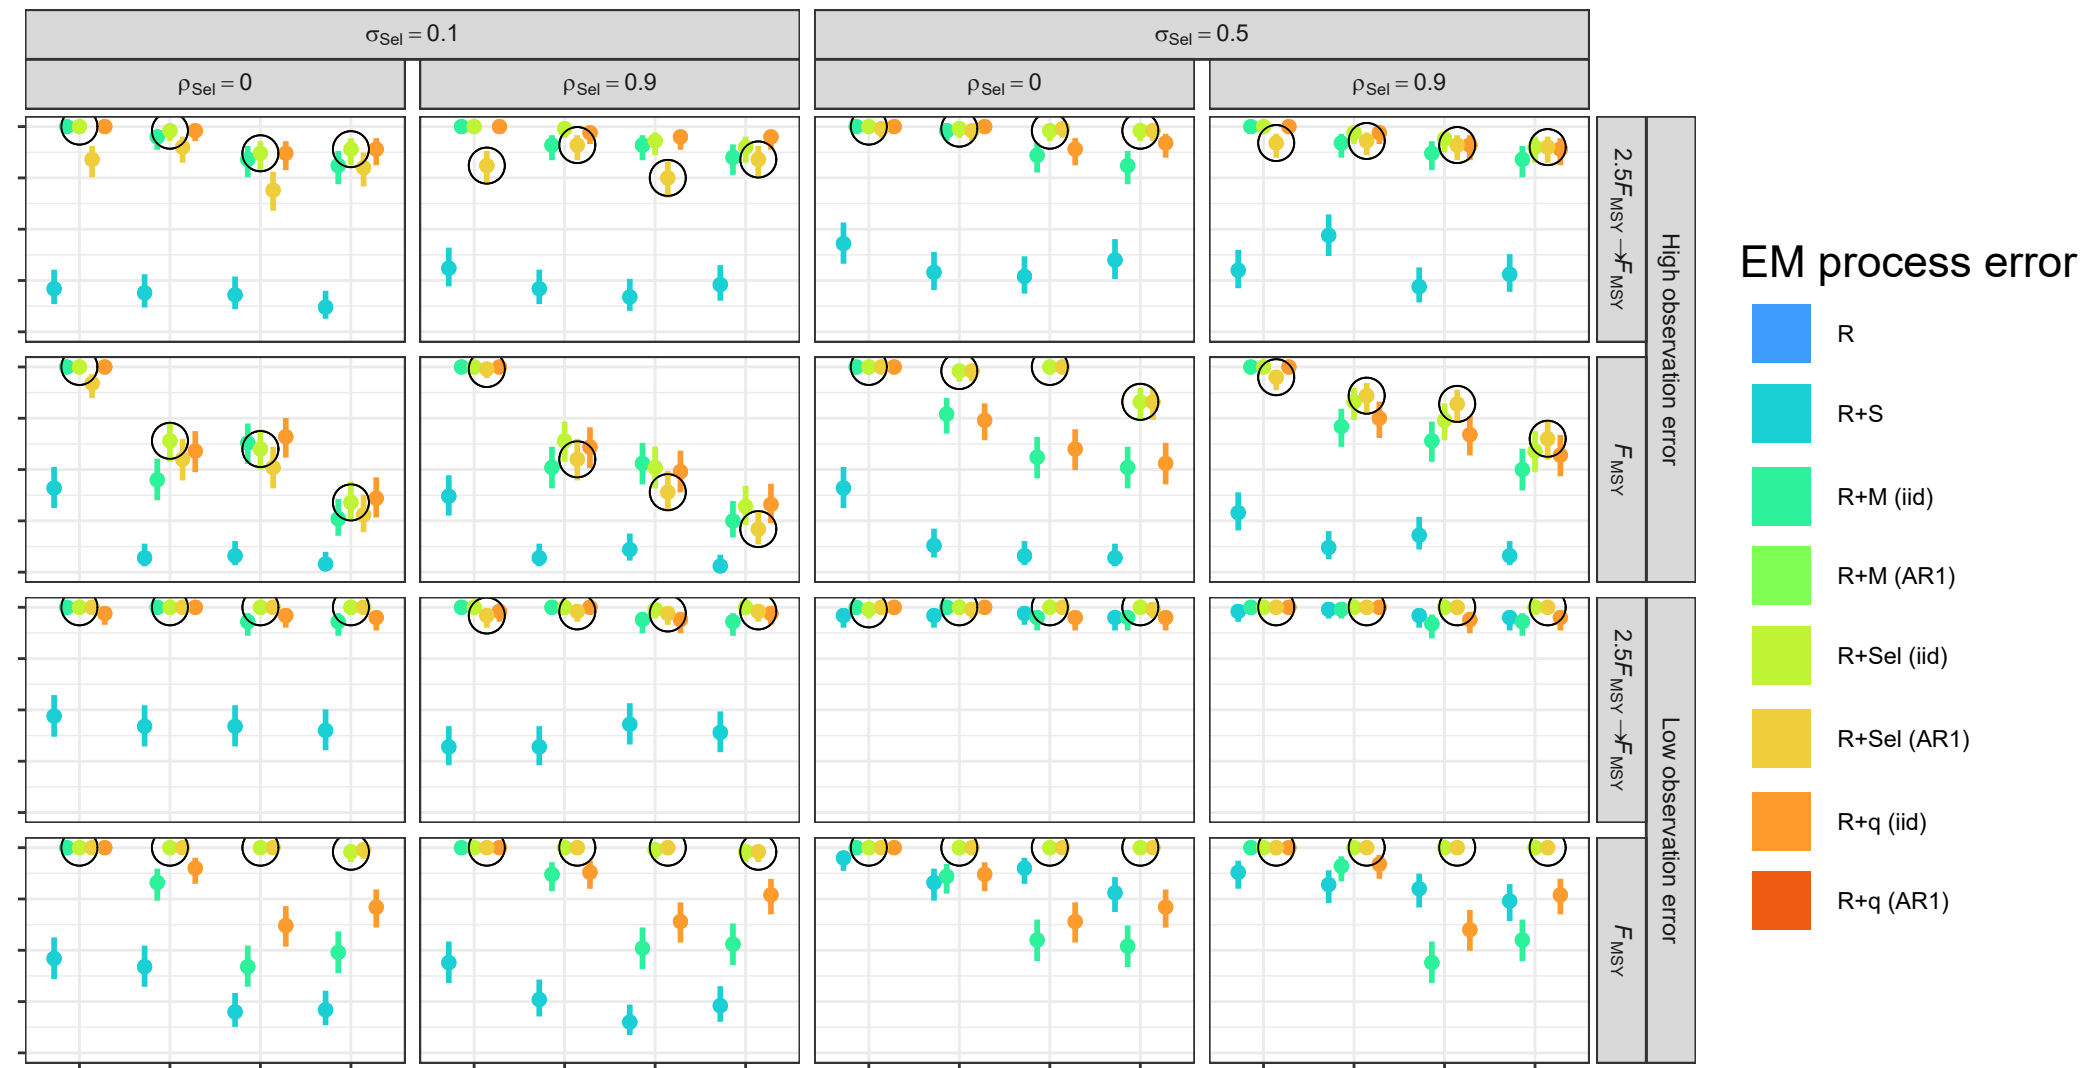 σSel = 0.1
σSel = 0.5
ρSel = 0
ρSel = 0.9
ρSel = 0
ρSel = 0.9
2.5FMSY→FMSY
FMSY
2.5FMSY→FMSY
FMSY
High observation error
Low observation error
EM process error
R
R+S
R+M (iid)
R+M (AR1)
R+Sel (iid)
R+Sel (AR1)
R+q (iid)
R+q (AR1)